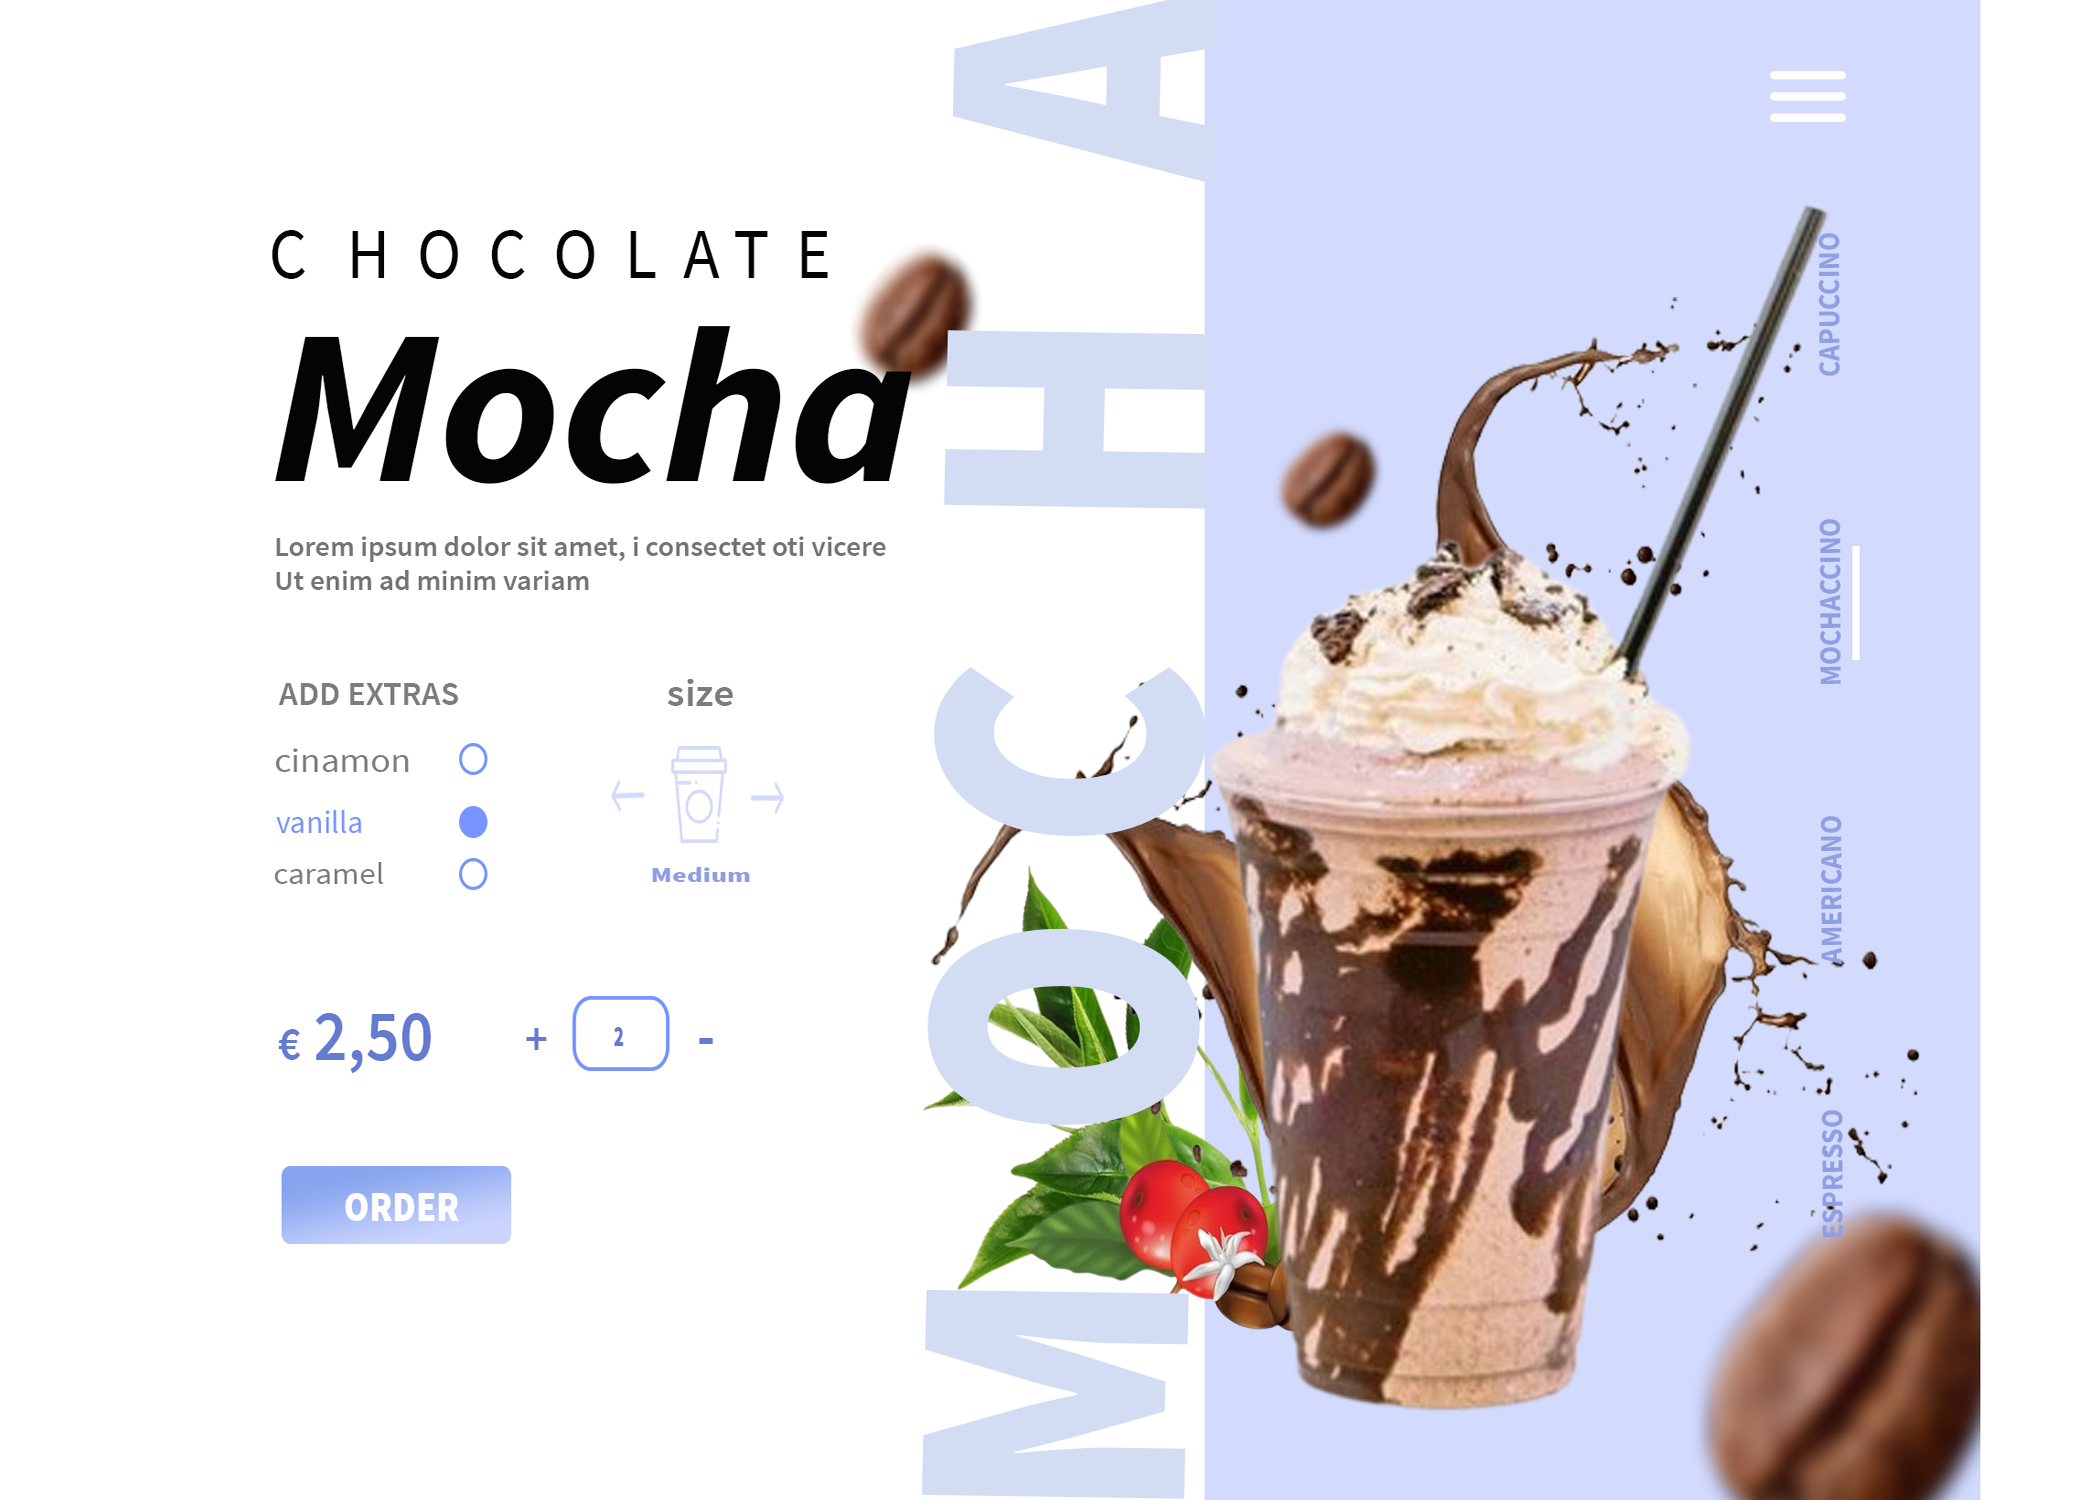 CHOCOLATE
Mocha
Lorem ipsum dolor sit amet, i consectet oti vicere
Ut enim ad minim variam
ADD EXTRAS
cinamon
vanilla
caramel
size
Medium
€ 2,50
+ 2 -
ORDER
MOCHA
CAPUCCINO
MOCHACCINO
AMERICANO
ESPRESSO